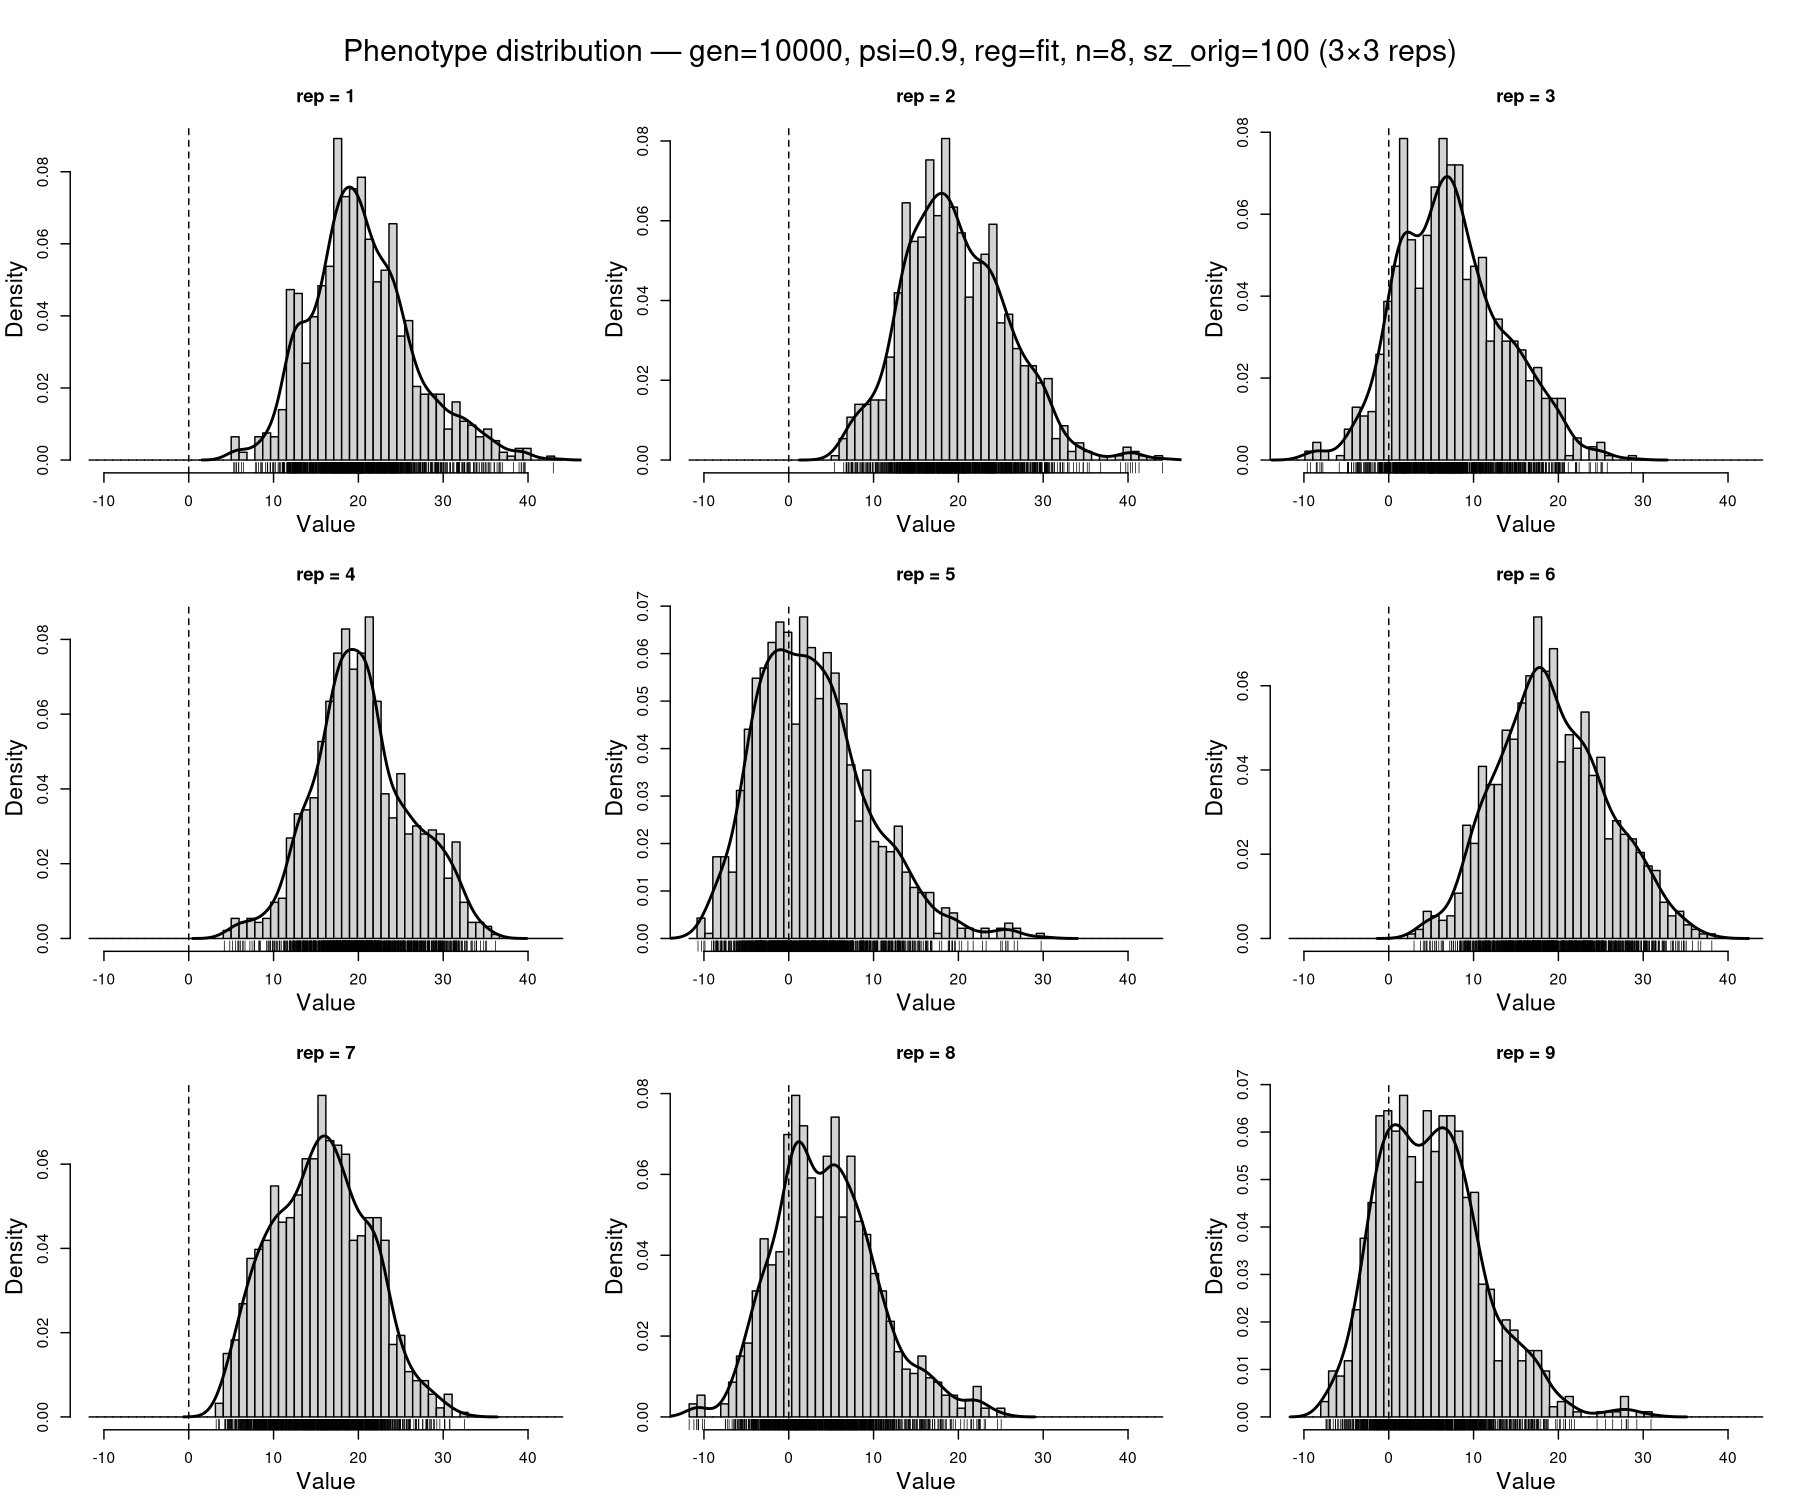 Phenotype distribution — gen=10000, psi=0.9, reg=fit, n=8, sz_orig=100 (3×3 reps)
rep = 1
Density
0.00 0.02 0.04 0.06 0.08
-10 0 10 20 30 40
Value
rep = 2
Density
0.00 0.02 0.04 0.06 0.08
-10 0 10 20 30 40
Value
rep = 3
Density
0.00 0.02 0.04 0.06 0.08
-10 0 10 20 30 40
Value
rep = 4
Density
0.00 0.02 0.04 0.06 0.08
-10 0 10 20 30 40
Value
rep = 5
Density
0.00 0.01 0.02 0.03 0.04 0.05 0.06 0.07
-10 0 10 20 30 40
Value
rep = 6
Density
0.00 0.02 0.04 0.06
-10 0 10 20 30 40
Value
rep = 7
Density
0.00 0.02 0.04 0.06
-10 0 10 20 30 40
Value
rep = 8
Density
0.00 0.02 0.04 0.06 0.08
-10 0 10 20 30 40
Value
rep = 9
Density
0.00 0.01 0.02 0.03 0.04 0.05 0.06 0.07
-10 0 10 20 30 40
Value